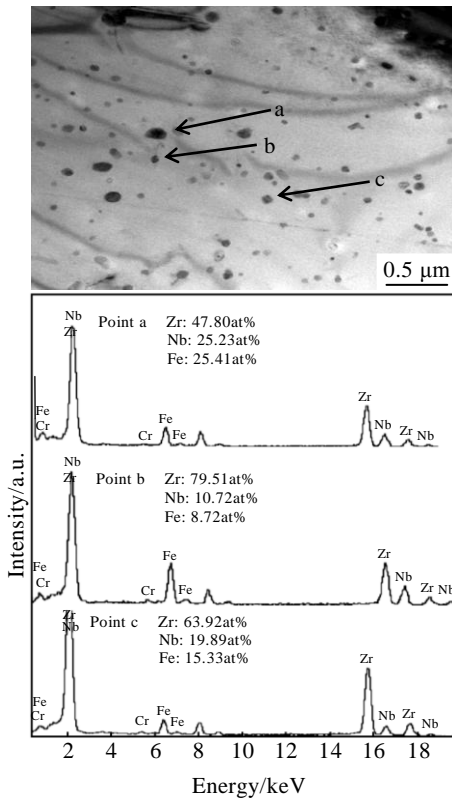 a
b
c
0.5 μm
Nb
Zr
Point a Zr: 47.80at%
Nb: 25.23at%
Fe: 25.41at%
Fe
Cr
Cr
Fe
Fe
Zr
Nb
Zr
Nb
Nb
Zr
Point b Zr: 79.51at%
Nb: 10.72at%
Fe: 8.72at%
Fe
Cr
Cr
Fe
Fe
Zr
Nb
Zr
Nb
Zr
Nb
Point c Zr: 63.92at%
Nb: 19.89at%
Fe: 15.33at%
Fe
Cr
Cr
Fe
Fe
Zr
Nb
Zr
Nb
Intensity/a.u.
2 4 6 8 10 12 14 16 18
Energy/keV